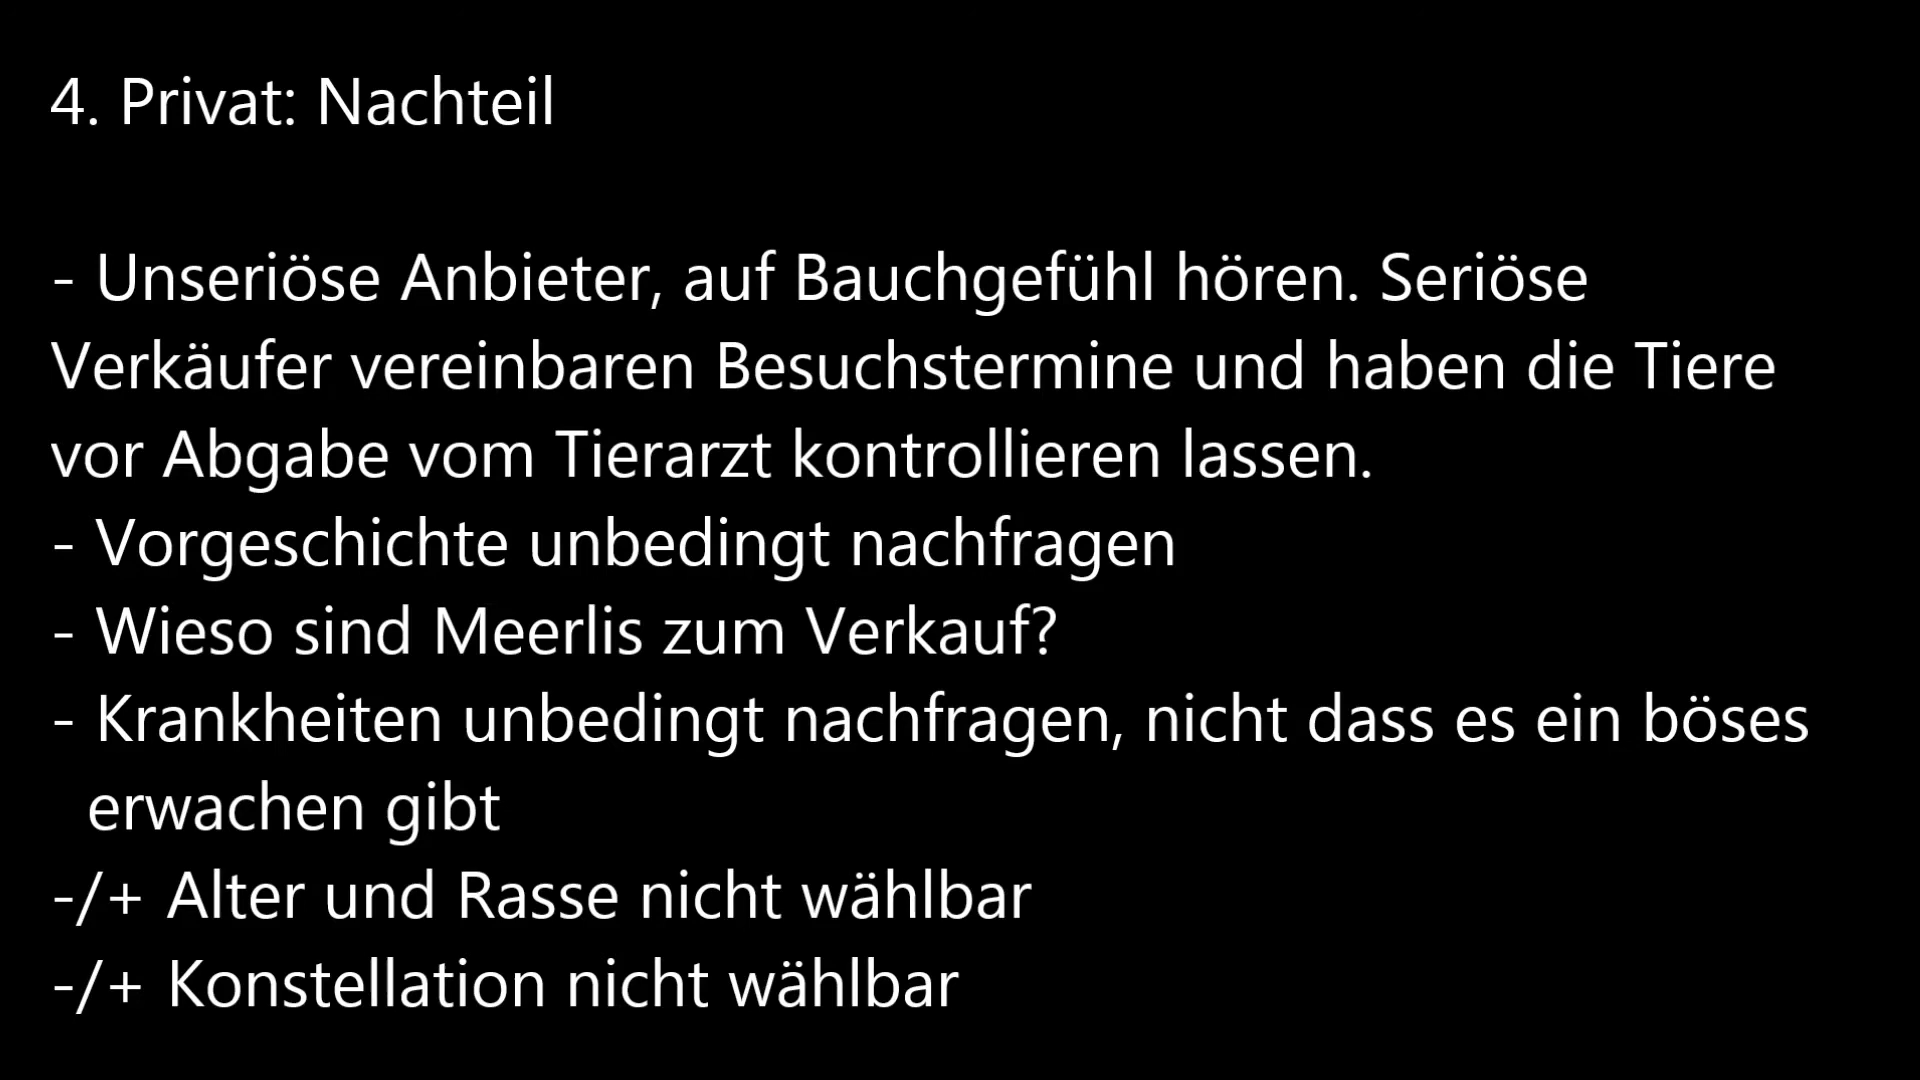 4. Privat: Nachteil
- Unseriöse Anbieter, auf Bauchgefühl hören. Seriöse
Verkäufer vereinbaren Besuchstermine und haben die Tiere
vor Abgabe vom Tierarzt kontrollieren lassen.
- Vorgeschichte unbedingt nachfragen
- Wieso sind Meerlis zum Verkauf?
- Krankheiten unbedingt nachfragen, nicht dass es ein böses
erwachen gibt
-/+ Alter und Rasse nicht wählbar
-/+ Konstellation nicht wählbar